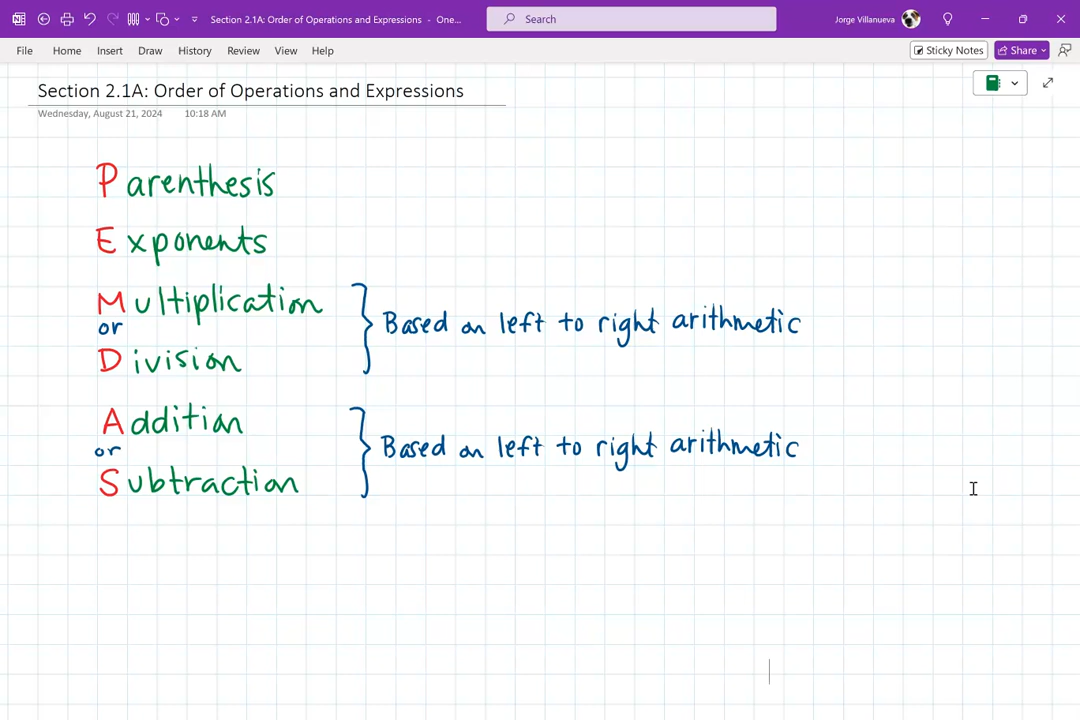 Section 2.1A: Order of Operations and Expressions - One...
Search
Jorge Villanueva
File Home Insert Draw History Review View Help
Sticky Notes Share
Section 2.1A: Order of Operations and Expressions
Wednesday, August 21, 2024 10:18 AM
Parenthesis
Exponents
Multiplication
or
Division
Based on left to right arithmetic
Addition
or
Subtraction
Based on left to right arithmetic